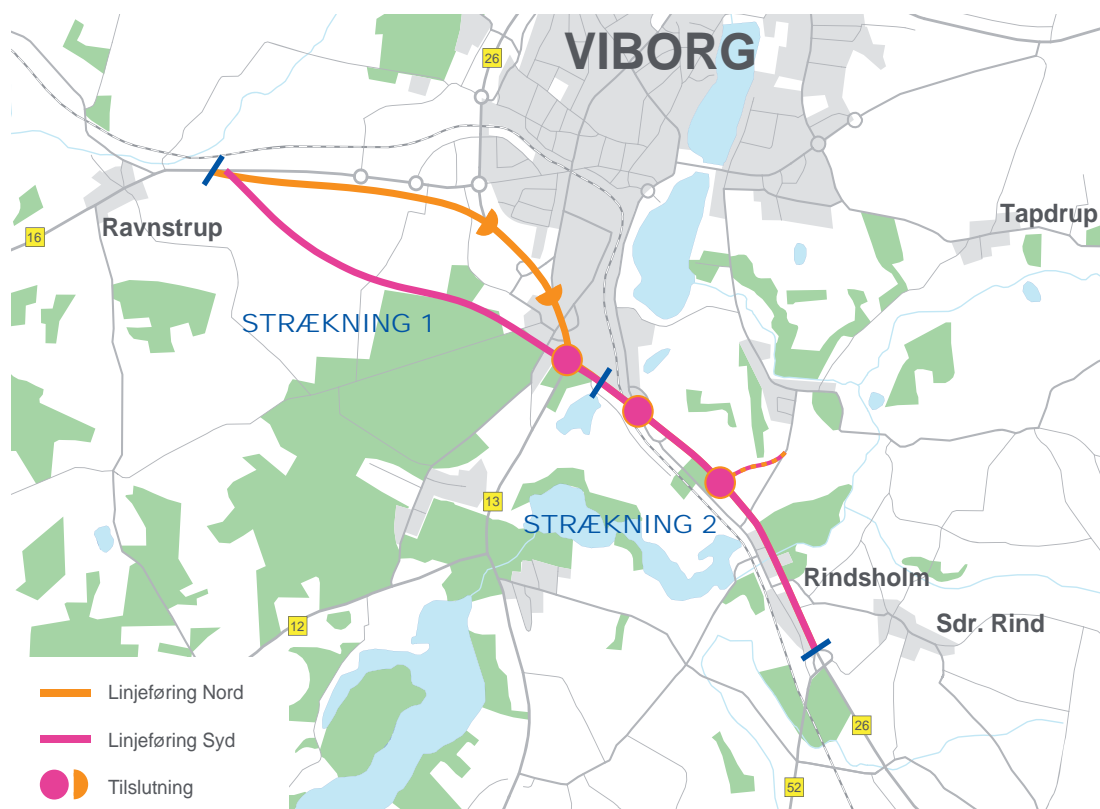 VIBORG
26
Ravnstrup
Tapdrup
16
STRÆKNING 1
13
STRÆKNING 2
Rindsholm
Sdr. Rind
12
Linjeføring Nord
26
Linjeføring Syd
52
Tilslutning